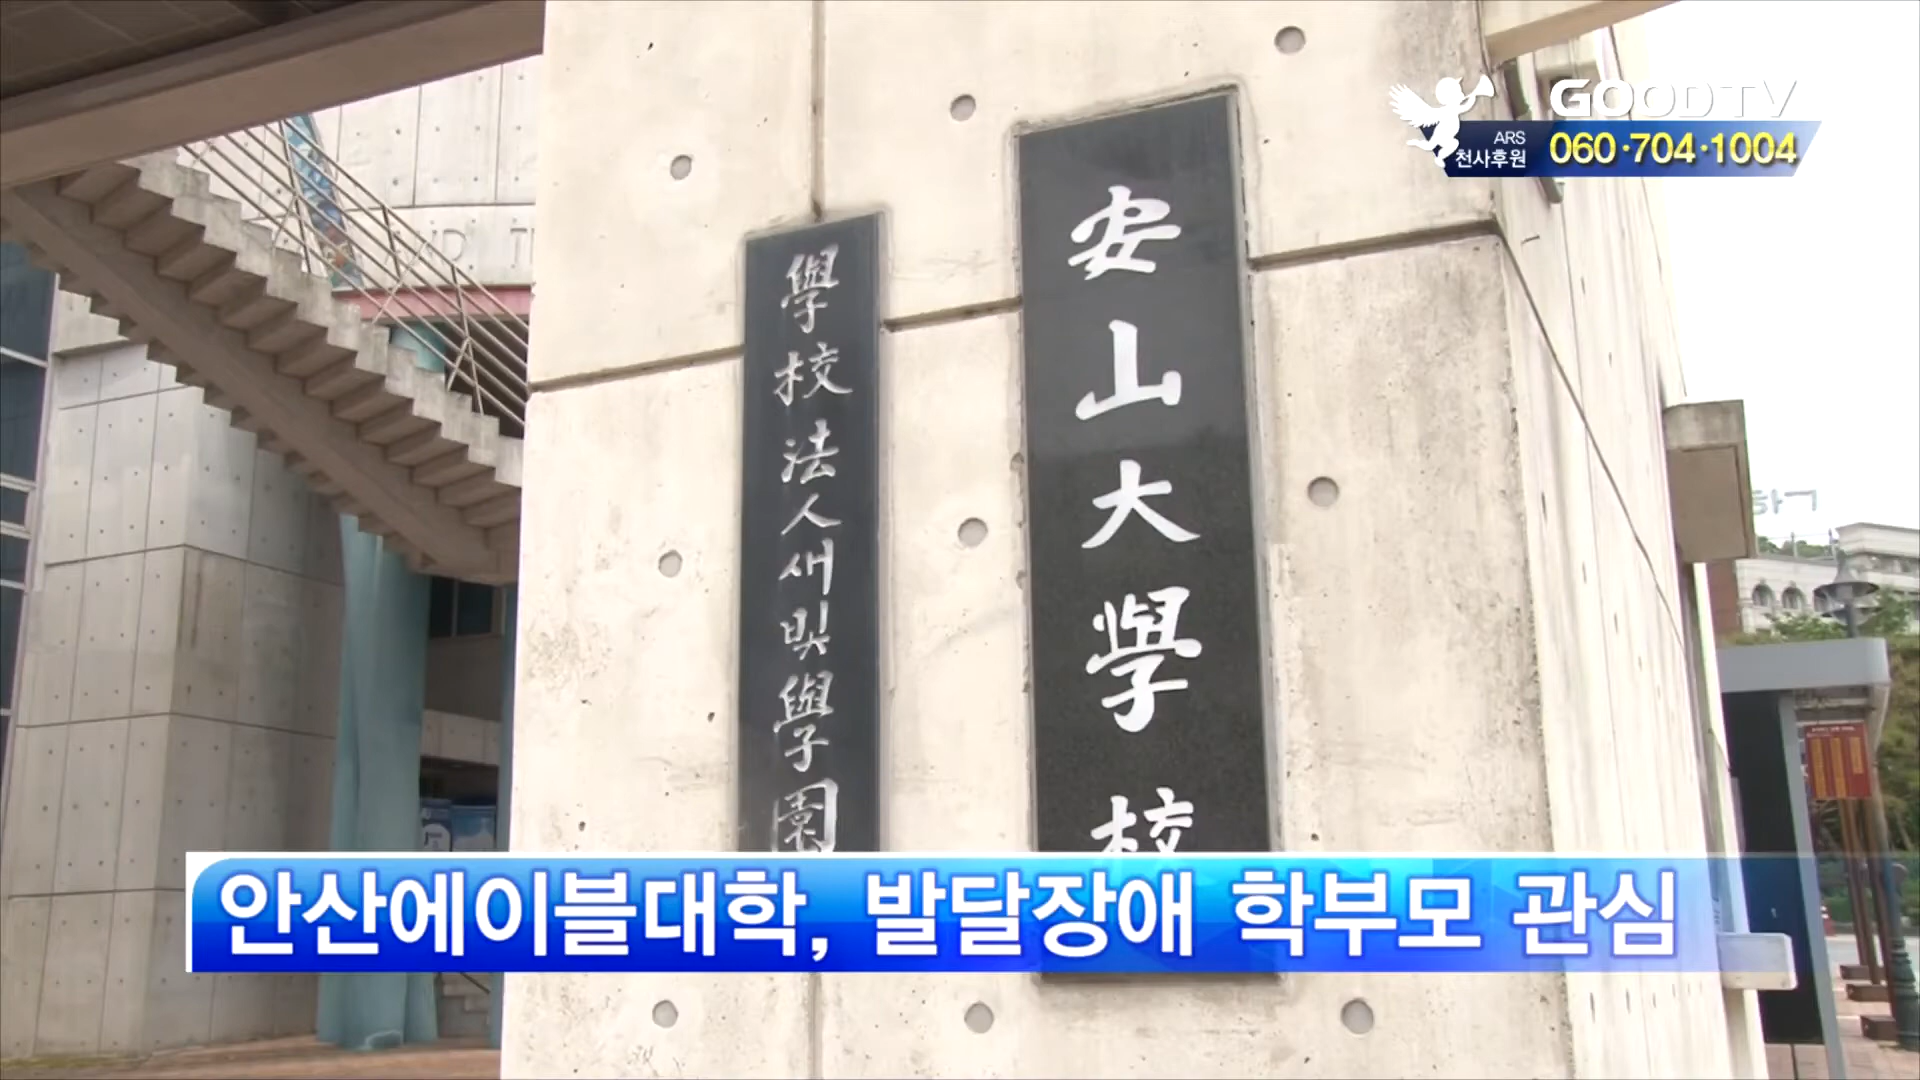 GOODTV
ARS
천사후원 060·704·1004
安山大學校
學校法人새빛學園
안산에이블대학, 발달장애 학부모 관심